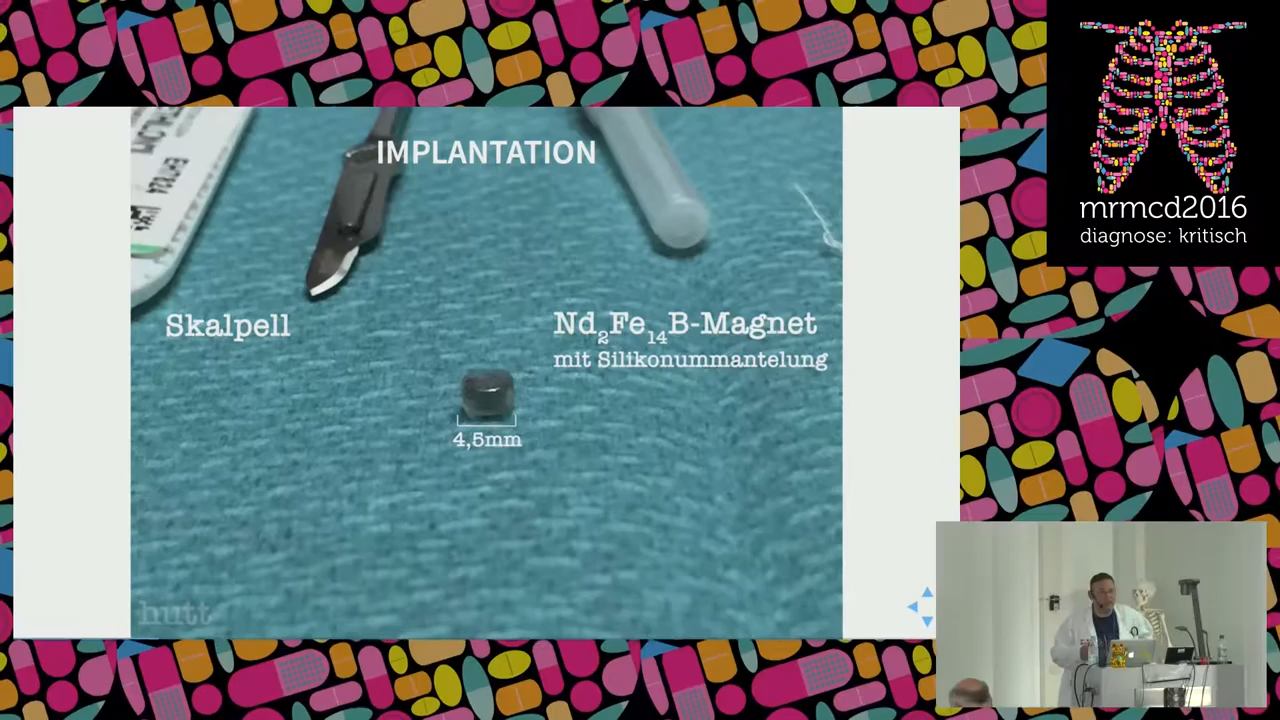 IMPLANTATION
Skalpell
Nd2Fe14B-Magnet
mit Silikonummantelung
4,5mm
hutt
mrmcd2016
diagnose: kritisch